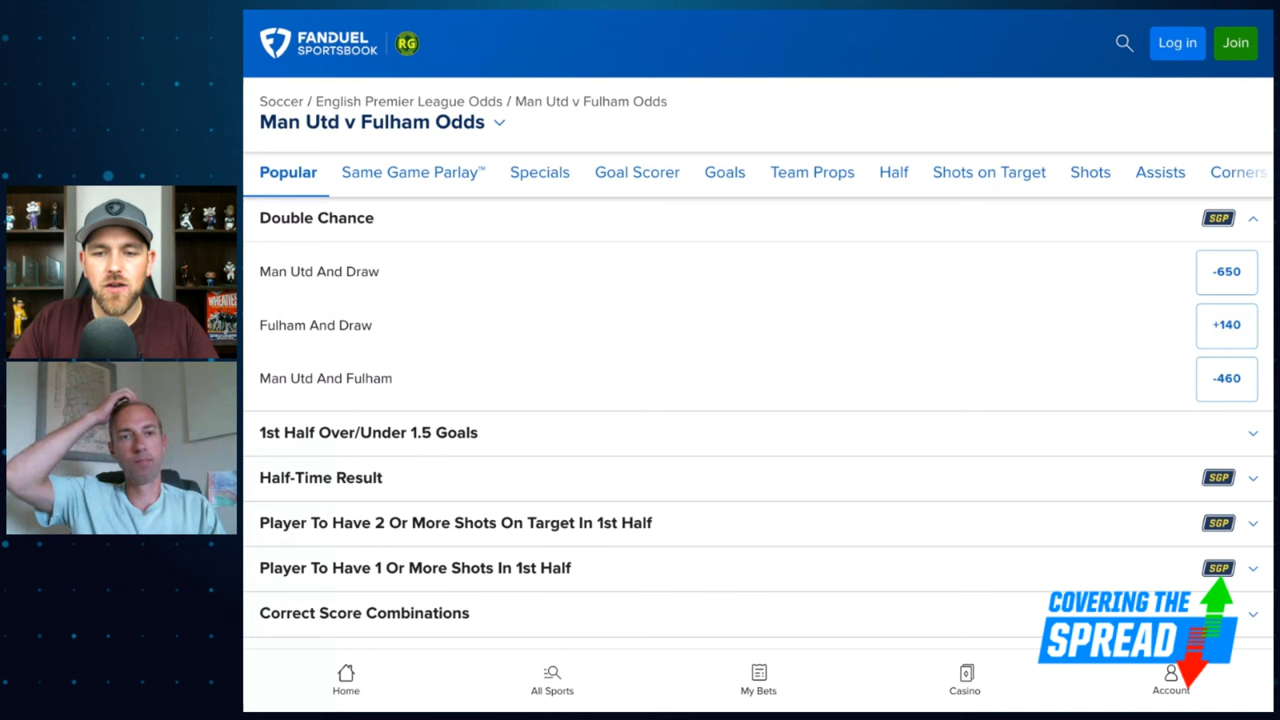 FANDUEL
SPORTSBOOK
RG
Log in
Join
Soccer / English Premier League Odds / Man Utd v Fulham Odds
Man Utd v Fulham Odds
Popular
Same Game Parlay™
Specials
Goal Scorer
Goals
Team Props
Half
Shots on Target
Shots
Assists
Corners
Double Chance
SGP
Man Utd And Draw
-650
Fulham And Draw
+140
Man Utd And Fulham
-460
1st Half Over/Under 1.5 Goals
Half-Time Result
SGP
Player To Have 2 Or More Shots On Target In 1st Half
SGP
Player To Have 1 Or More Shots In 1st Half
SGP
Correct Score Combinations
COVERING THE
SPREAD
Home
All Sports
My Bets
Casino
Account
WHEATIES